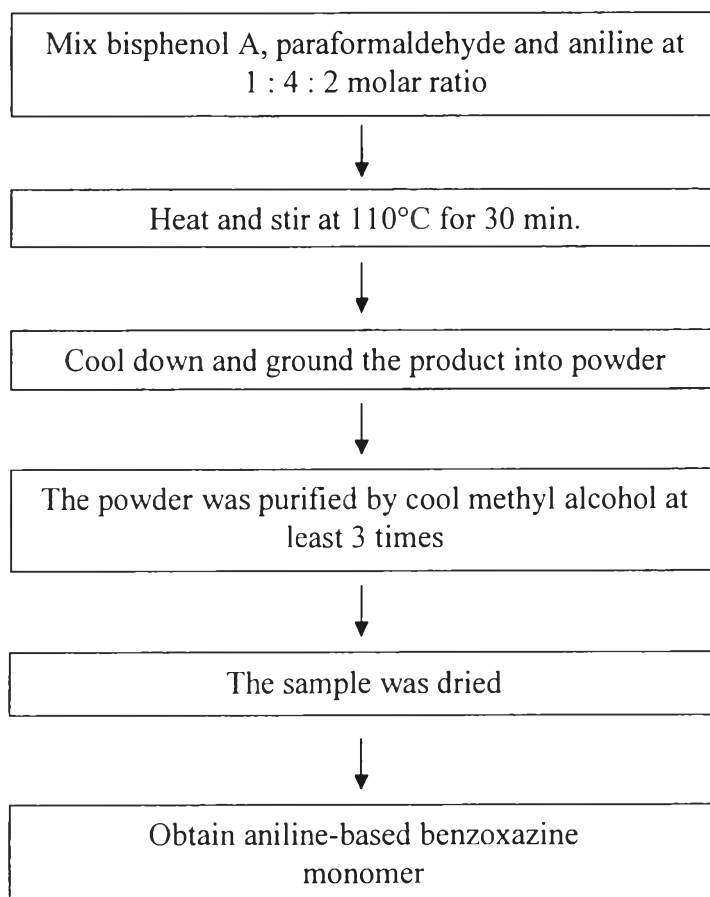 Mix bisphenol A, paraformaldehyde and aniline at
1 : 4 : 2 molar ratio
Heat and stir at 110°C for 30 min.
Cool down and ground the product into powder
The powder was purified by cool methyl alcohol at
least 3 times
The sample was dried
Obtain aniline-based benzoxazine
monomer